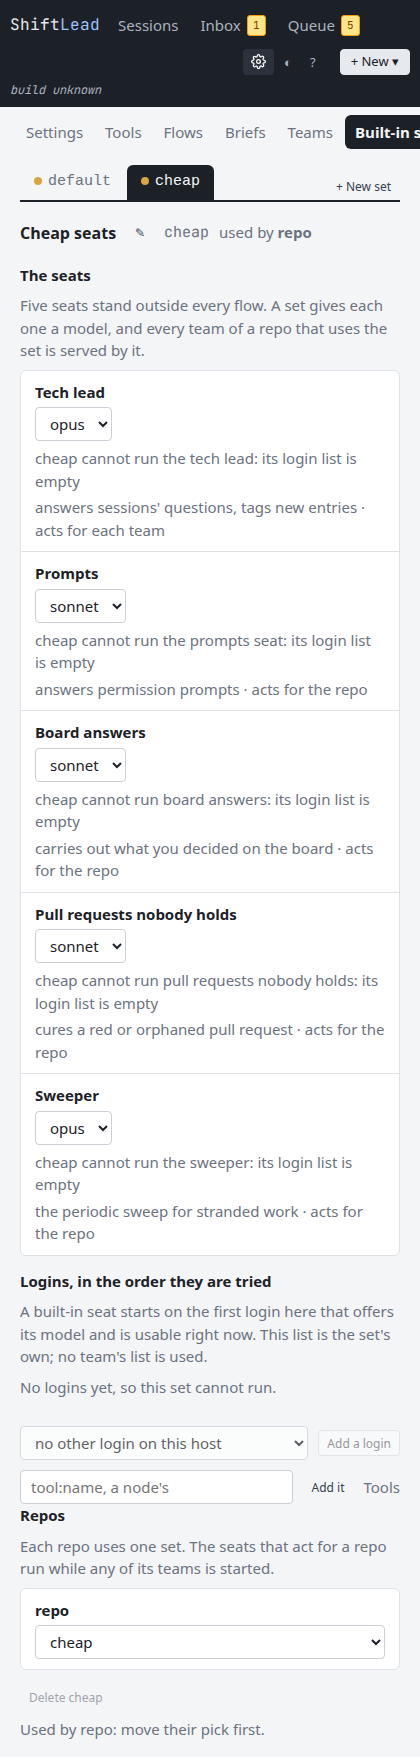 ShiftLead Sessions Inbox 1 Queue 5
? + New ▾
build unknown
Settings Tools Flows Briefs Teams Built-in s
default cheap + New set
Cheap seats ✎ cheap used by repo
The seats
Five seats stand outside every flow. A set gives each
one a model, and every team of a repo that uses the
set is served by it.
Tech lead
opus
cheap cannot run the tech lead: its login list is
empty
answers sessions' questions, tags new entries ·
acts for each team
Prompts
sonnet
cheap cannot run the prompts seat: its login list
is empty
answers permission prompts · acts for the repo
Board answers
sonnet
cheap cannot run board answers: its login list is
empty
carries out what you decided on the board · acts
for the repo
Pull requests nobody holds
sonnet
cheap cannot run pull requests nobody holds: its
login list is empty
cures a red or orphaned pull request · acts for the
repo
Sweeper
opus
cheap cannot run the sweeper: its login list is
empty
the periodic sweep for stranded work · acts for
the repo
Logins, in the order they are tried
A built-in seat starts on the first login here that offers
its model and is usable right now. This list is the set's
own; no team's list is used.
No logins yet, so this set cannot run.
no other login on this host Add a login
tool:name, a node's Add it Tools
Repos
Each repo uses one set. The seats that act for a repo
run while any of its teams is started.
repo
cheap
Delete cheap
Used by repo: move their pick first.